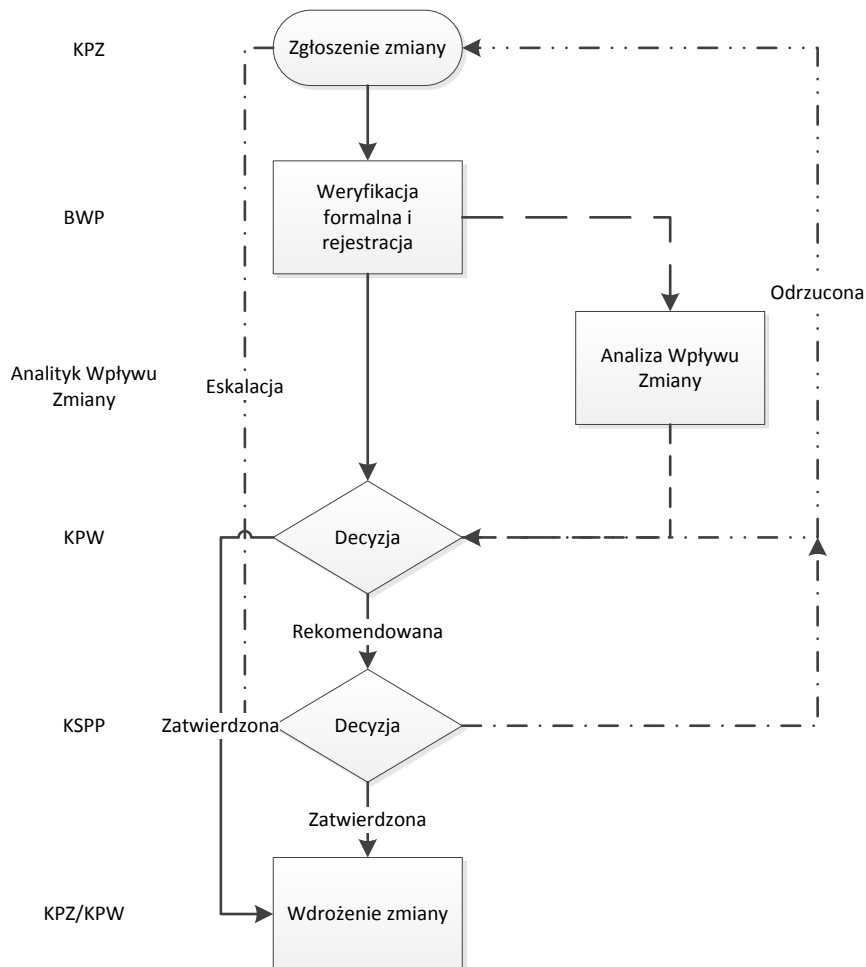 KPZ
Zgłoszenie zmiany
BWP
Weryfikacja
formalna i
rejestracja
Odrzucona
Analityk Wpływu
Zmiany
Eskalacja
Analiza Wpływu
Zmiany
KPW
Decyzja
Rekomendowana
KSPP
Zatwierdzona
Decyzja
Zatwierdzona
KPZ/KPW
Wdrożenie zmiany